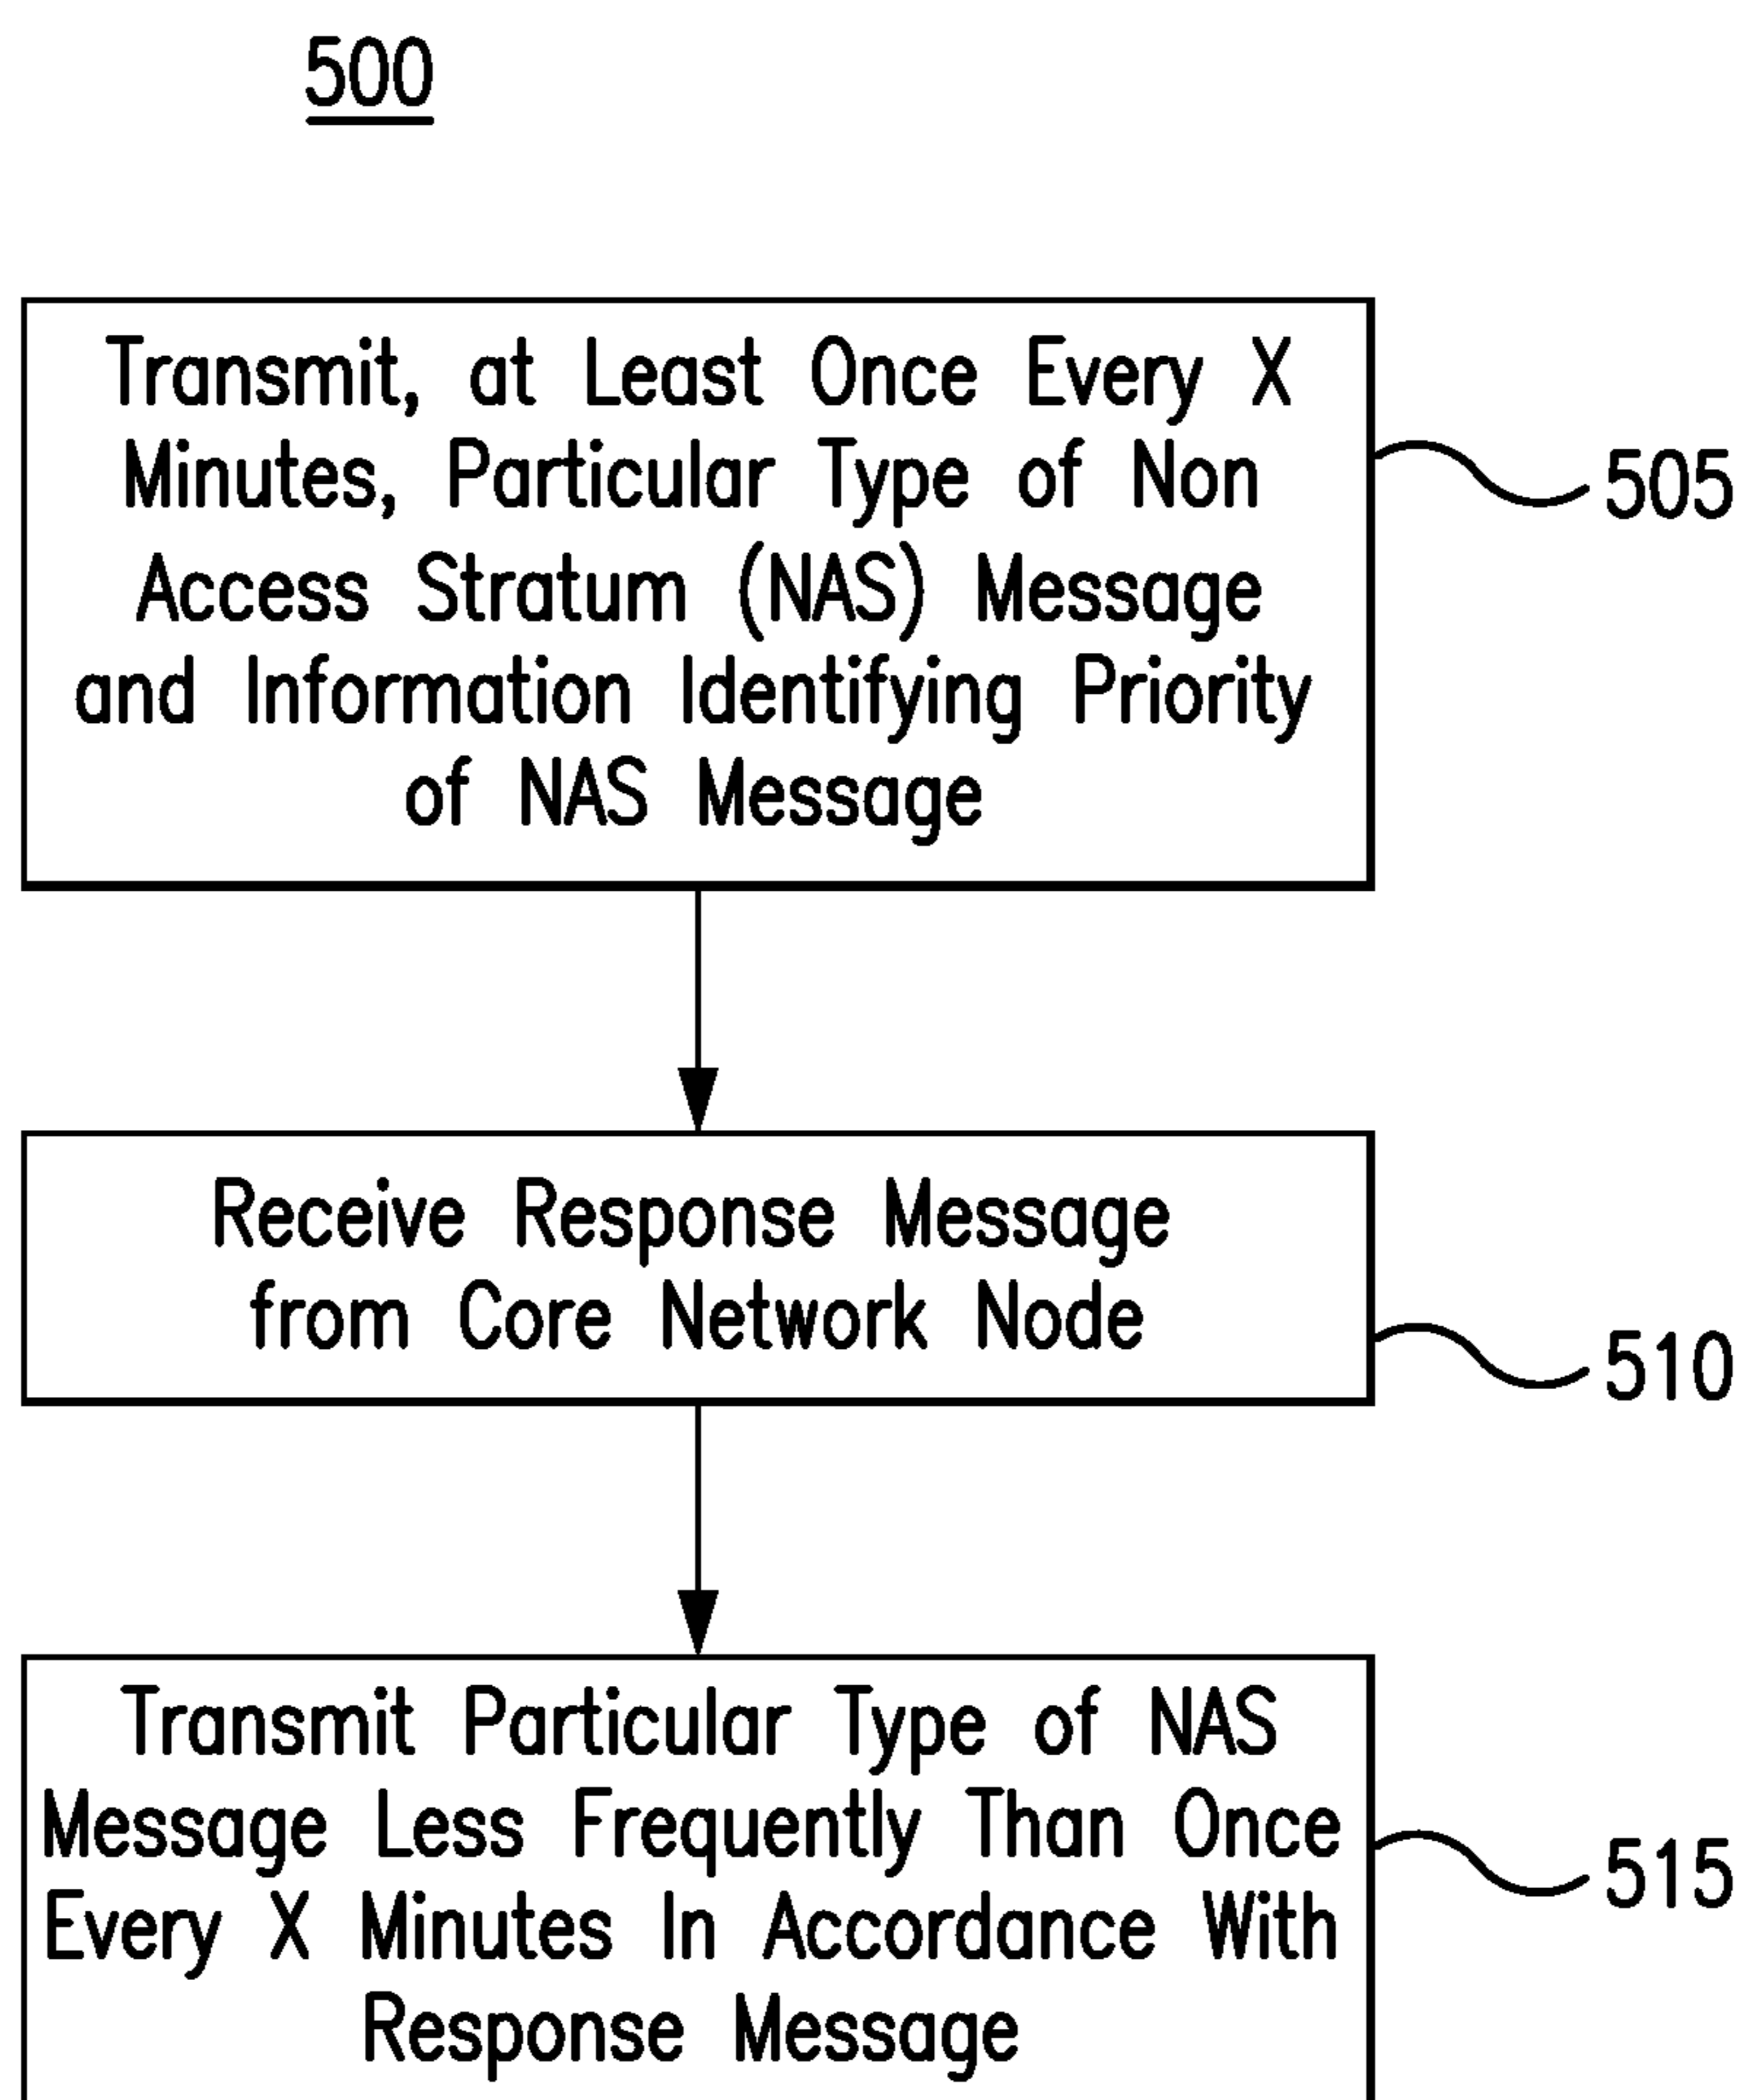 500
Transmit, at Least Once Every X
Minutes, Particular Type of Non
Access Stratum (NAS) Message
and Information Identifying Priority
of NAS Message
505
Receive Response Message
from Core Network Node
510
Transmit Particular Type of NAS
Message Less Frequently Than Once
Every X Minutes In Accordance With
Response Message
515